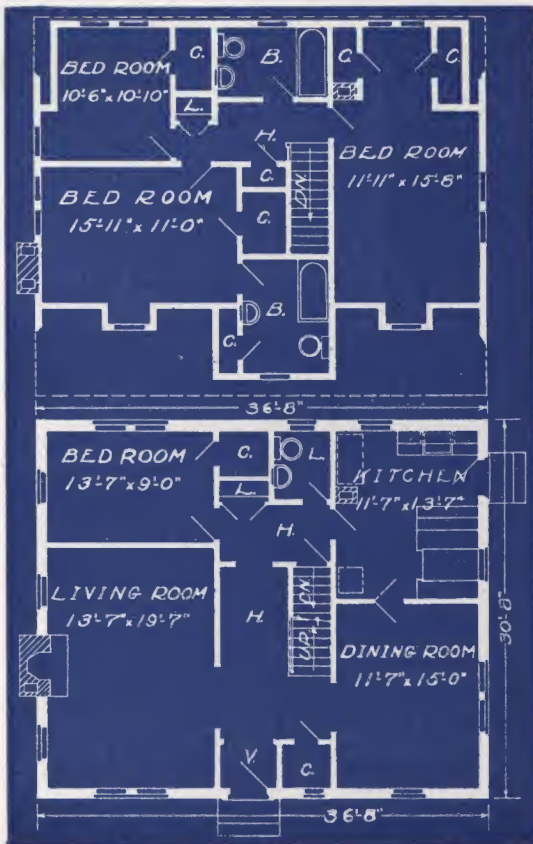 C.
B.
C.
C.
BED ROOM
10'-6" x 10'-10"
L.
H.
BED ROOM
11'-11" x 15'-8"
C.
DN.
BED ROOM
15'-11" x 11'-0"
C.
B.
C.
36'-8"
BED ROOM
13'-7" x 9'-0"
C.
L.
L.
KITCHEN
11'-7" x 13'-7"
H.
LIVING ROOM
13'-7" x 19'-7"
H.
UP
DN.
30'-8"
DINING ROOM
11'-7" x 15'-0"
V.
C.
36'-8"